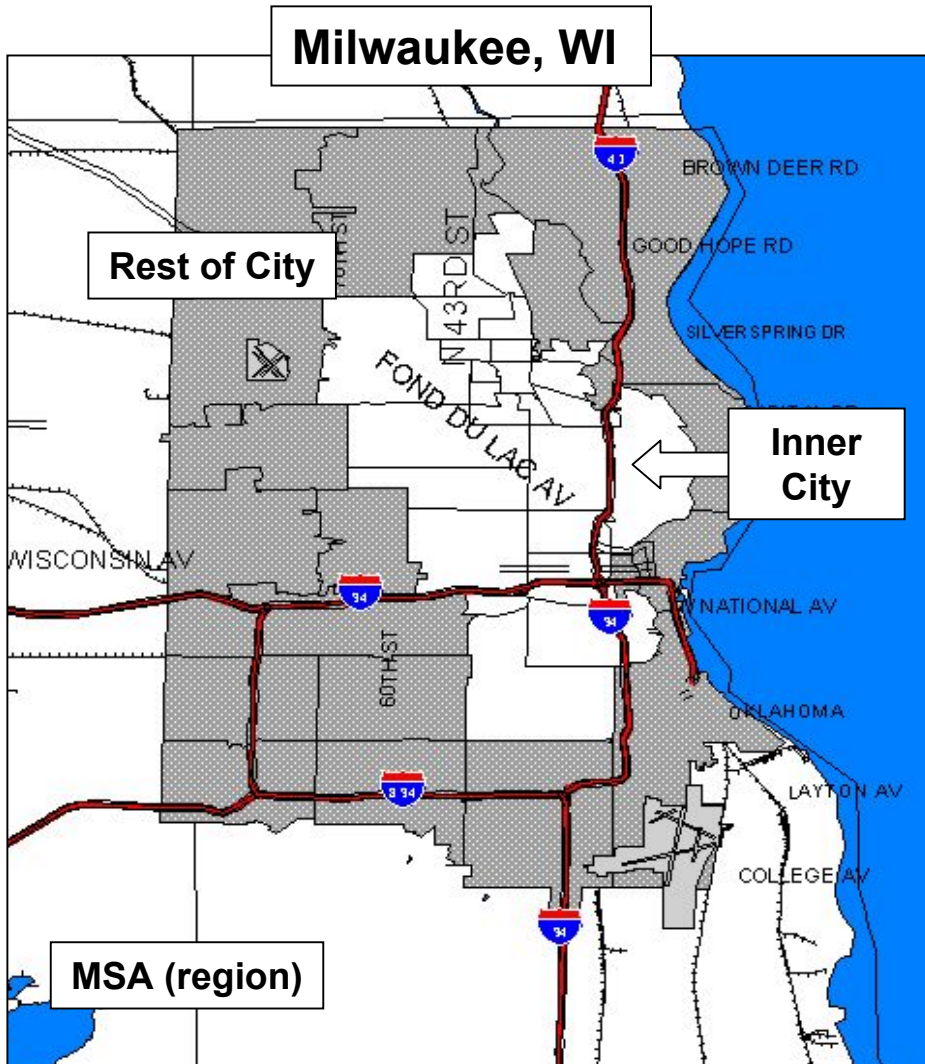 Milwaukee, WI
43
BROWN DEER RD
N 43RD ST
GOOD HOPE RD
Rest of City
SILVER SPRING DR
FOND DU LAC AV
Inner
City
WISCONSIN AV
94
94
NATIONAL AV
60TH ST
OKLAHOMA
894
LAYTON AV
COLLEGE AV
94
MSA (region)